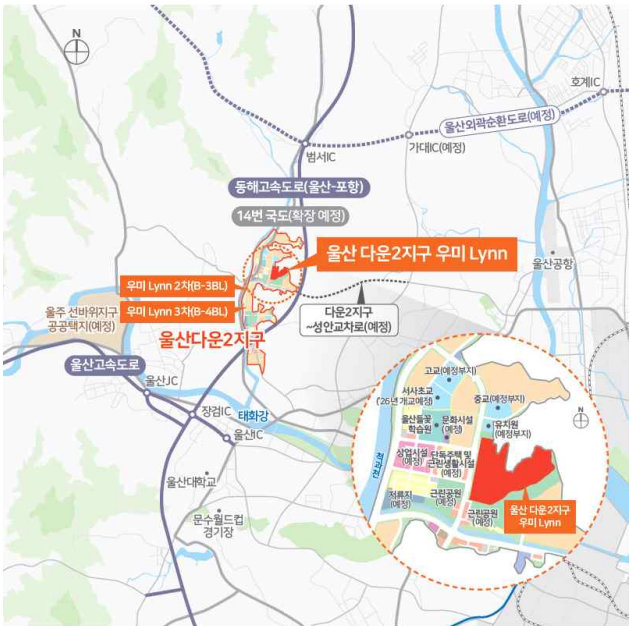 N
호계IC
울산외곽순환도로(예정)
가대IC(예정)
범서IC
동해고속도로(울산-포항)
14번 국도(확장 예정)
울산 다운2지구 우미 Lynn
울산공항
우미 Lynn 2차(B-3BL)
우미 Lynn 3차(B-4BL)
울주 선바위지구
공공택지(예정)
다운2지구
~성안교차로(예정)
울산다운2지구
울산고속도로
울산JC
장검IC
태화강
울산IC
울산대학교
문수월드컵
경기장
고교(예정부지)
서사초교
('26년 개교예정)
중교(예정부지)
N
울산들꽃
학습원
문화시설
(예정)
유치원
(예정부지)
척과천
상업시설
(예정)
단독주택 및
근린생활시설
(예정)
저류지
(예정)
근린공원
(예정)
근린공원
(예정)
울산 다운2지구
우미 Lynn